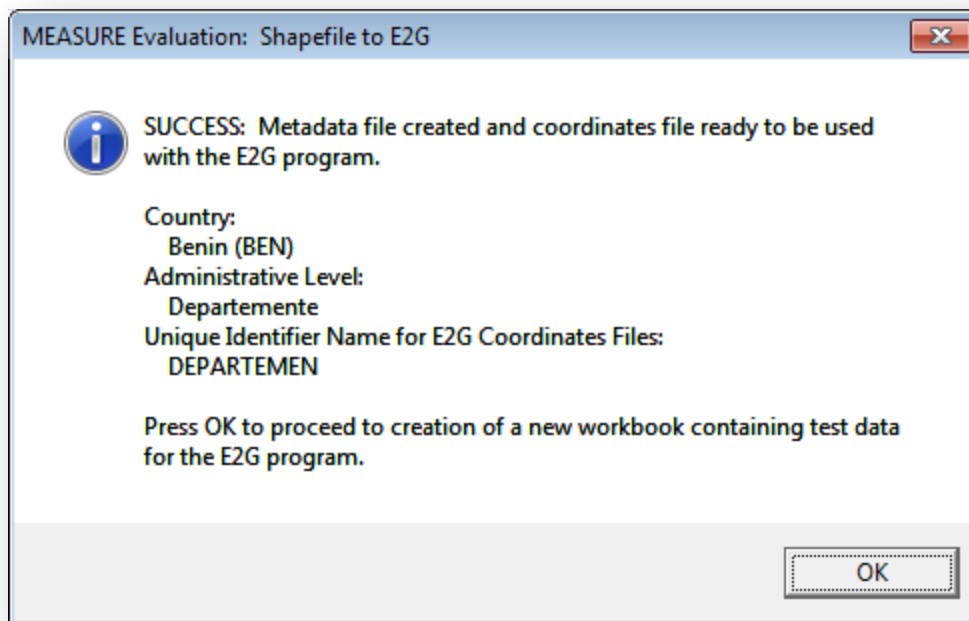 MEASURE Evaluation: Shapefile to E2G
SUCCESS: Metadata file created and coordinates file ready to be used
with the E2G program.
Country:
Benin (BEN)
Administrative Level:
Departemente
Unique Identifier Name for E2G Coordinates Files:
DEPARTEMEN
Press OK to proceed to creation of a new workbook containing test data
for the E2G program.
OK